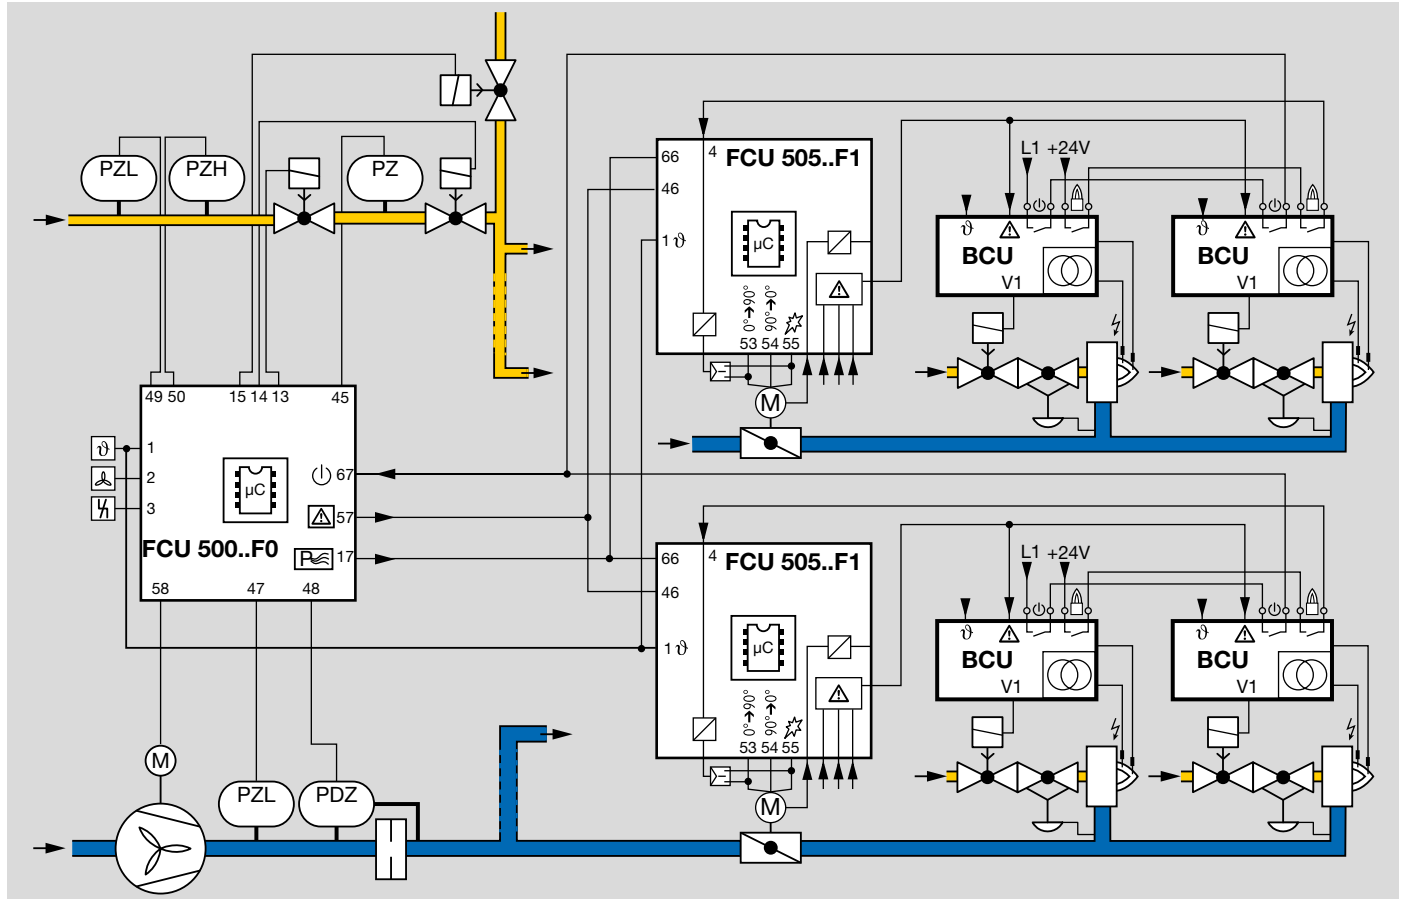 PZL
PZH
PZ
66
4
FCU 505..F1
46
1 ϑ
µC
0°→90°
90°→0°
53 54 55
M
L1 +24V
ϑ
BCU
V1
ϑ
BCU
V1
49 50
15 14 13
45
ϑ
1
2
3
µC
67
57
P
17
FCU 500..F0
58
47
48
66
4
FCU 505..F1
46
1 ϑ
µC
0°→90°
90°→0°
53 54 55
M
L1 +24V
ϑ
BCU
V1
ϑ
BCU
V1
M
PZL
PDZ